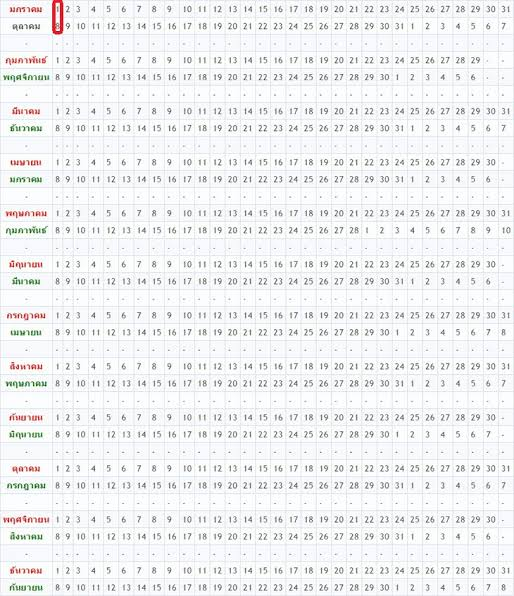 มกราคม 1 2 3 4 5 6 7 8 9 10 11 12 13 14 15 16 17 18 19 20 21 22 23 24 25 26 27 28 29 30 31
ตุลาคม 8 9 10 11 12 13 14 15 16 17 18 19 20 21 22 23 24 25 26 27 28 29 30 31 1 2 3 4 5 6 7
- - - - - - - - - - - - - - - - - - - - - - - - - - - - - - -
กุมภาพันธ์ 1 2 3 4 5 6 7 8 9 10 11 12 13 14 15 16 17 18 19 20 21 22 23 24 25 26 27 28 29 - -
พฤศจิกายน 8 9 10 11 12 13 14 15 16 17 18 19 20 21 22 23 24 25 26 27 28 29 30 31 1 2 3 4 5 6 -
- - - - - - - - - - - - - - - - - - - - - - - - - - - - - - -
มีนาคม 1 2 3 4 5 6 7 8 9 10 11 12 13 14 15 16 17 18 19 20 21 22 23 24 25 26 27 28 29 30 31
ธันวาคม 8 9 10 11 12 13 14 15 16 17 18 19 20 21 22 23 24 25 26 27 28 29 30 31 1 2 3 4 5 6 7
- - - - - - - - - - - - - - - - - - - - - - - - - - - - - - -
เมษายน 1 2 3 4 5 6 7 8 9 10 11 12 13 14 15 16 17 18 19 20 21 22 23 24 25 26 27 28 29 30 -
มกราคม 8 9 10 11 12 13 14 15 16 17 18 19 20 21 22 23 24 25 26 27 28 29 30 31 1 2 3 4 5 6 -
- - - - - - - - - - - - - - - - - - - - - - - - - - - - - - -
พฤษภาคม 1 2 3 4 5 6 7 8 9 10 11 12 13 14 15 16 17 18 19 20 21 22 23 24 25 26 27 28 29 30 31
กุมภาพันธ์ 8 9 10 11 12 13 14 15 16 17 18 19 20 21 22 23 24 25 26 27 28 1 2 3 4 5 6 7 8 9 10
- - - - - - - - - - - - - - - - - - - - - - - - - - - - - - -
มิถุนายน 1 2 3 4 5 6 7 8 9 10 11 12 13 14 15 16 17 18 19 20 21 22 23 24 25 26 27 28 29 30 -
มีนาคม 8 9 10 11 12 13 14 15 16 17 18 19 20 21 22 23 24 25 26 27 28 29 30 31 1 2 3 4 5 6 -
- - - - - - - - - - - - - - - - - - - - - - - - - - - - - - -
กรกฎาคม 1 2 3 4 5 6 7 8 9 10 11 12 13 14 15 16 17 18 19 20 21 22 23 24 25 26 27 28 29 30 31
เมษายน 8 9 10 11 12 13 14 15 16 17 18 19 20 21 22 23 24 25 26 27 28 29 30 1 2 3 4 5 6 7 8
- - - - - - - - - - - - - - - - - - - - - - - - - - - - - - -
สิงหาคม 1 2 3 4 5 6 7 8 9 10 11 12 13 14 15 16 17 18 19 20 21 22 23 24 25 26 27 28 29 30 31
พฤษภาคม 8 9 10 11 12 13 14 15 16 17 18 19 20 21 22 23 24 25 26 27 28 29 30 31 1 2 3 4 5 6 7
- - - - - - - - - - - - - - - - - - - - - - - - - - - - - - -
กันยายน 1 2 3 4 5 6 7 8 9 10 11 12 13 14 15 16 17 18 19 20 21 22 23 24 25 26 27 28 29 30 -
มิถุนายน 8 9 10 11 12 13 14 15 16 17 18 19 20 21 22 23 24 25 26 27 28 29 30 1 2 3 4 5 6 7 -
- - - - - - - - - - - - - - - - - - - - - - - - - - - - - - -
ตุลาคม 1 2 3 4 5 6 7 8 9 10 11 12 13 14 15 16 17 18 19 20 21 22 23 24 25 26 27 28 29 30 31
กรกฎาคม 8 9 10 11 12 13 14 15 16 17 18 19 20 21 22 23 24 25 26 27 28 29 30 31 1 2 3 4 5 6 7
- - - - - - - - - - - - - - - - - - - - - - - - - - - - - - -
พฤศจิกายน 1 2 3 4 5 6 7 8 9 10 11 12 13 14 15 16 17 18 19 20 21 22 23 24 25 26 27 28 29 30 -
สิงหาคม 8 9 10 11 12 13 14 15 16 17 18 19 20 21 22 23 24 25 26 27 28 29 30 31 1 2 3 4 5 6 -
- - - - - - - - - - - - - - - - - - - - - - - - - - - - - - -
ธันวาคม 1 2 3 4 5 6 7 8 9 10 11 12 13 14 15 16 17 18 19 20 21 22 23 24 25 26 27 28 29 30 31
กันยายน 8 9 10 11 12 13 14 15 16 17 18 19 20 21 22 23 24 25 26 27 28 29 30 1 2 3 4 5 6 7 8